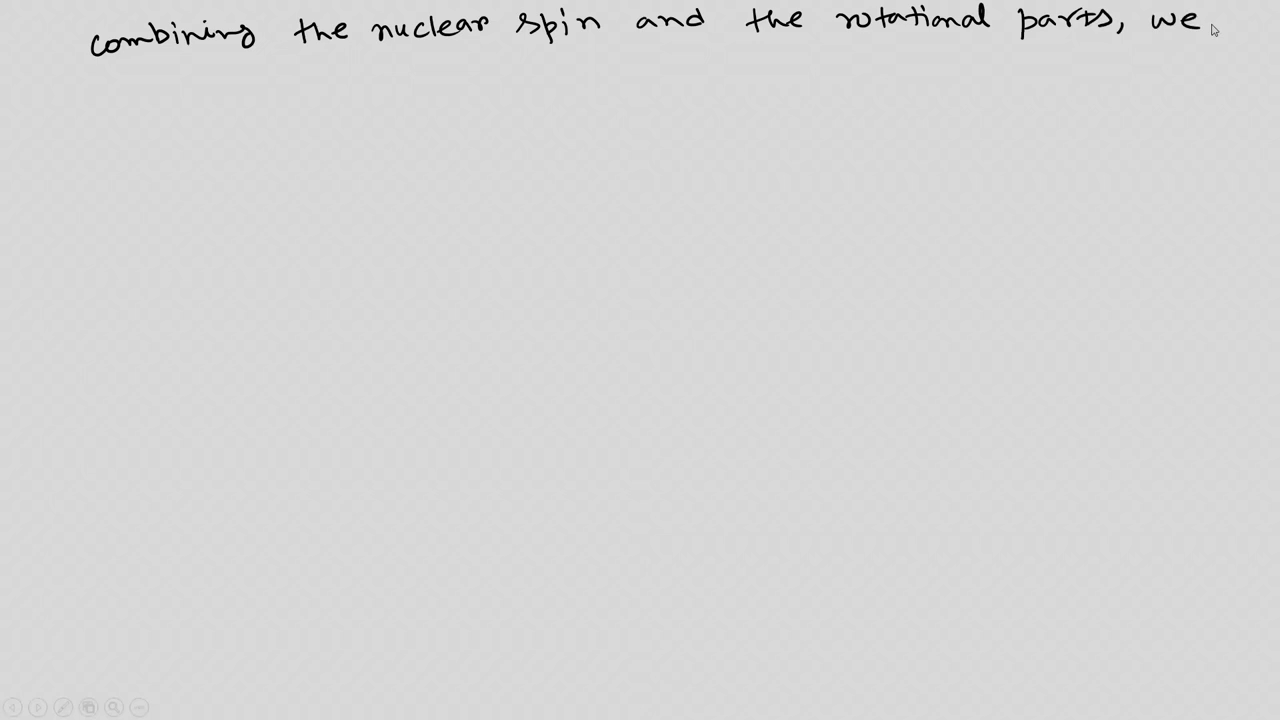 combining the nuclear spin and the rotational parts, we